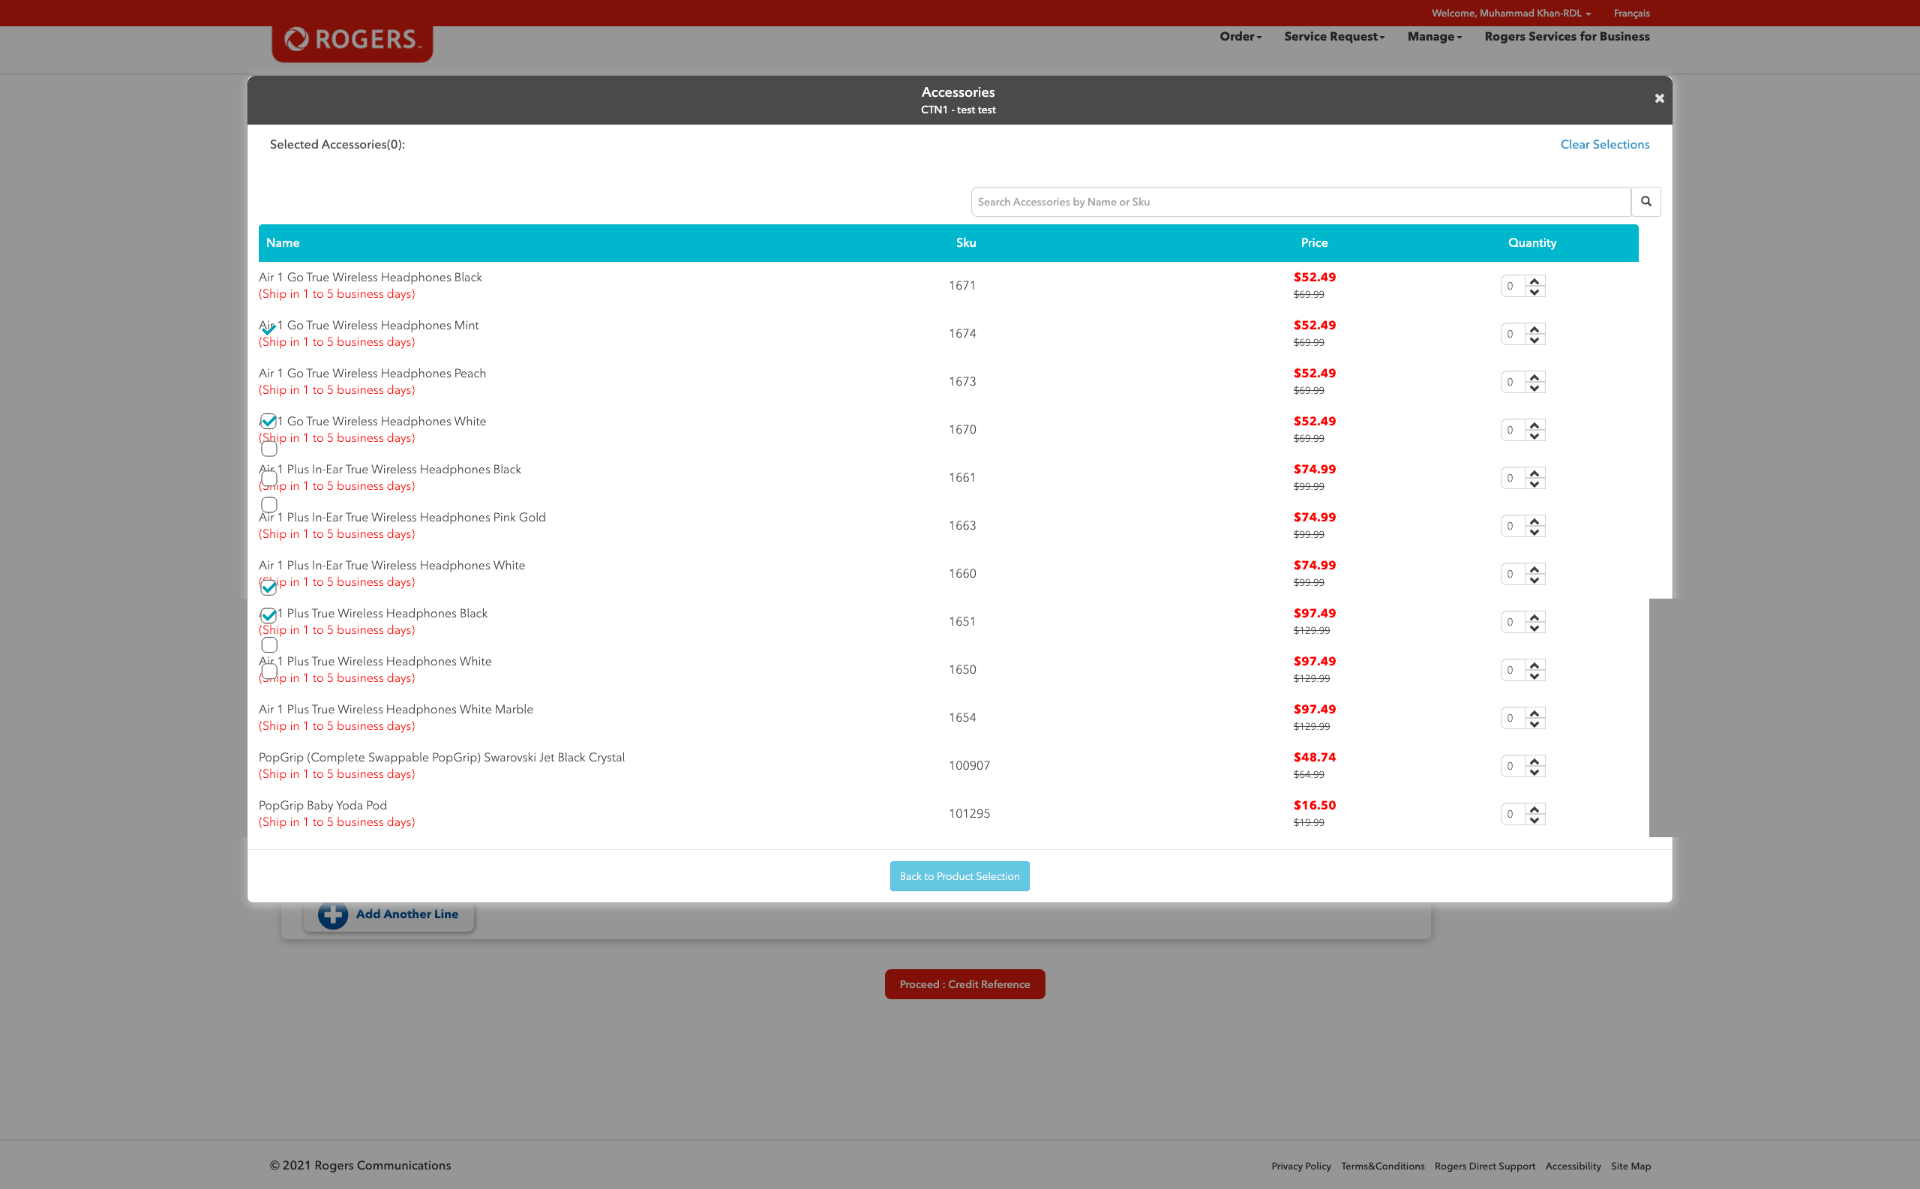 Welcome, Muhammad Khan-RDL Français
ROGERS™
Order Service Request Manage Rogers Services for Business
Accessories
CTN1 - test test
Selected Accessories(0): Clear Selections
Search Accessories by Name or Sku
Name Sku Price Quantity
Air 1 Go True Wireless Headphones Black
(Ship in 1 to 5 business days)
1671 $52.49 0
$69.99
Air 1 Go True Wireless Headphones Mint
(Ship in 1 to 5 business days)
1674 $52.49 0
$69.99
Air 1 Go True Wireless Headphones Peach
(Ship in 1 to 5 business days)
1673 $52.49 0
$69.99
Air 1 Go True Wireless Headphones White
(Ship in 1 to 5 business days)
1670 $52.49 0
$69.99
Air 1 Plus In-Ear True Wireless Headphones Black
(Ship in 1 to 5 business days)
1661 $74.99 0
$99.99
Air 1 Plus In-Ear True Wireless Headphones Pink Gold
(Ship in 1 to 5 business days)
1663 $74.99 0
$99.99
Air 1 Plus In-Ear True Wireless Headphones White
(Ship in 1 to 5 business days)
1660 $74.99 0
$99.99
Air 1 Plus True Wireless Headphones Black
(Ship in 1 to 5 business days)
1651 $97.49 0
$129.99
Air 1 Plus True Wireless Headphones White
(Ship in 1 to 5 business days)
1650 $97.49 0
$129.99
Air 1 Plus True Wireless Headphones White Marble
(Ship in 1 to 5 business days)
1654 $97.49 0
$129.99
PopGrip (Complete Swappable PopGrip) Swarovski Jet Black Crystal
(Ship in 1 to 5 business days)
100907 $48.74 0
$64.99
PopGrip Baby Yoda Pod
(Ship in 1 to 5 business days)
101295 $16.50 0
$19.99
Back to Product Selection
Add Another Line
Proceed : Credit Reference
© 2021 Rogers Communications Privacy Policy Terms&Conditions Rogers Direct Support Accessibility Site Map